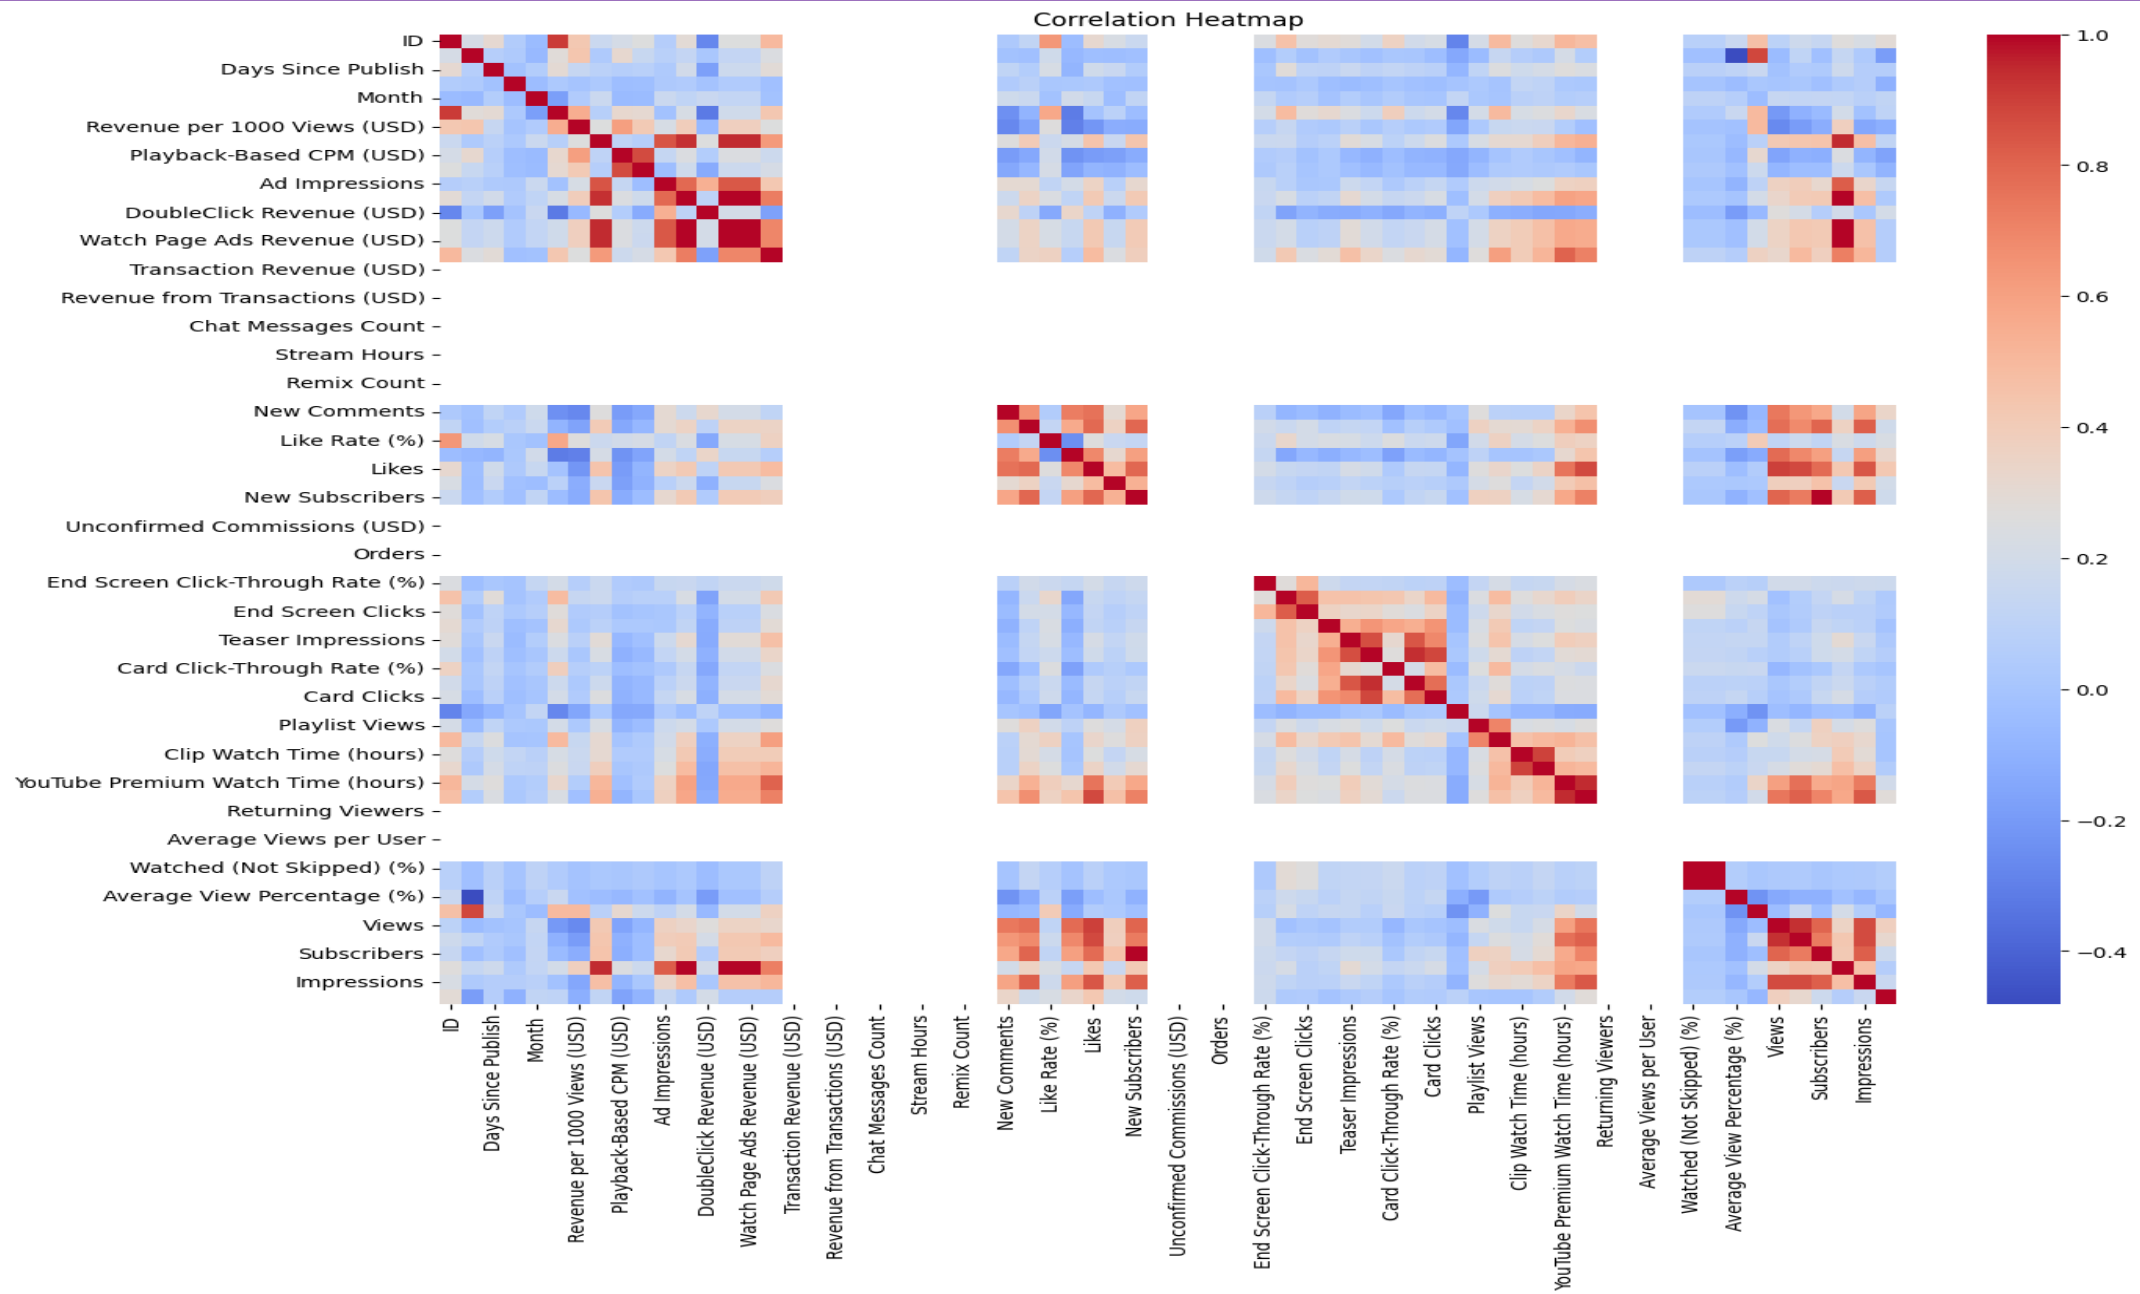 Correlation Heatmap
ID
Days Since Publish
Month
Revenue per 1000 Views (USD)
Playback-Based CPM (USD)
Ad Impressions
DoubleClick Revenue (USD)
Watch Page Ads Revenue (USD)
Transaction Revenue (USD)
Revenue from Transactions (USD)
Chat Messages Count
Stream Hours
Remix Count
New Comments
Like Rate (%)
Likes
New Subscribers
Unconfirmed Commissions (USD)
Orders
End Screen Click-Through Rate (%)
End Screen Clicks
Teaser Impressions
Card Click-Through Rate (%)
Card Clicks
Playlist Views
Clip Watch Time (hours)
YouTube Premium Watch Time (hours)
Returning Viewers
Average Views per User
Watched (Not Skipped) (%)
Average View Percentage (%)
Views
Subscribers
Impressions
ID
Days Since Publish
Month
Revenue per 1000 Views (USD)
Playback-Based CPM (USD)
Ad Impressions
DoubleClick Revenue (USD)
Watch Page Ads Revenue (USD)
Transaction Revenue (USD)
Revenue from Transactions (USD)
Chat Messages Count
Stream Hours
Remix Count
New Comments
Like Rate (%)
Likes
New Subscribers
Unconfirmed Commissions (USD)
Orders
End Screen Click-Through Rate (%)
End Screen Clicks
Teaser Impressions
Card Click-Through Rate (%)
Card Clicks
Playlist Views
Clip Watch Time (hours)
YouTube Premium Watch Time (hours)
Returning Viewers
Average Views per User
Watched (Not Skipped) (%)
Average View Percentage (%)
Views
Subscribers
Impressions
1.0
0.8
0.6
0.4
0.2
0.0
−0.2
−0.4